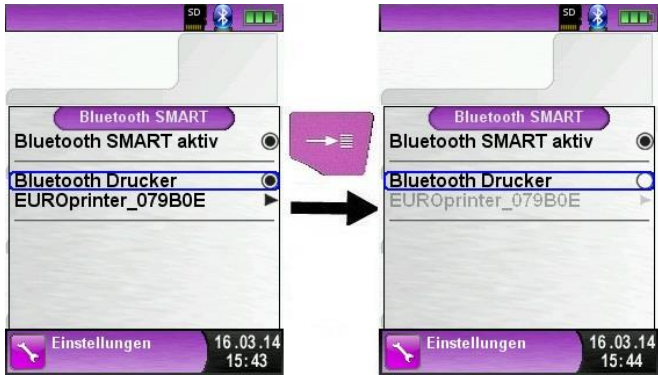 SD
Bluetooth SMART
Bluetooth SMART aktiv
Bluetooth Drucker
EUROprinter_079B0E
Einstellungen
16.03.14
15:43
SD
Bluetooth SMART
Bluetooth SMART aktiv
Bluetooth Drucker
EUROprinter_079B0E
Einstellungen
16.03.14
15:44